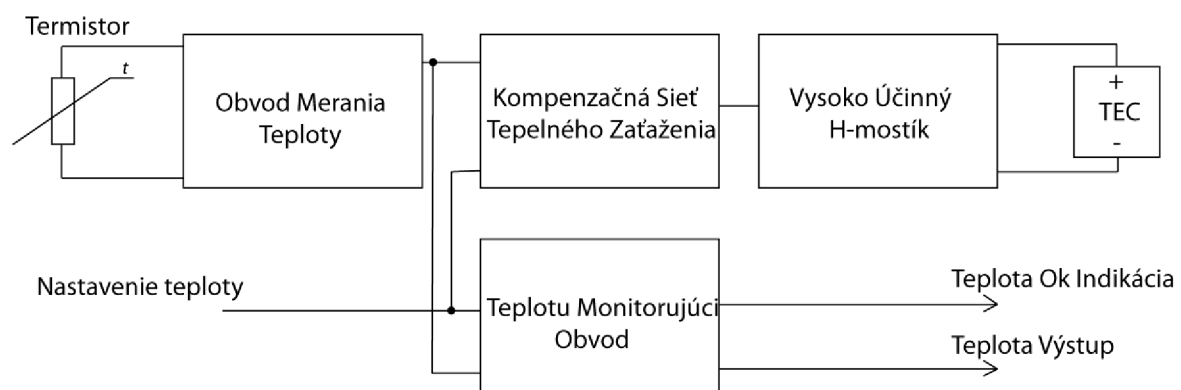 Termistor
t
Obvod Merania
Teploty
Kompenzačná Sieť
Tepelného Zaťaženia
Vysoko Účinný
H-mostík
+
TEC
-
Nastavenie teploty
Teplotu Monitorujúci
Obvod
Teplota Ok Indikácia
Teplota Výstup